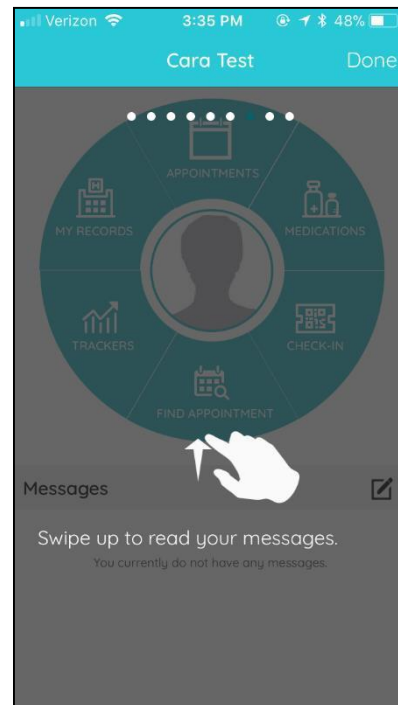 Verizon 3:35 PM 48%
Cara Test Done
APPOINTMENTS
MY RECORDS
MEDICATIONS
TRACKERS
CHECK-IN
FIND APPOINTMENT
Messages
Swipe up to read your messages.
You currently do not have any messages.